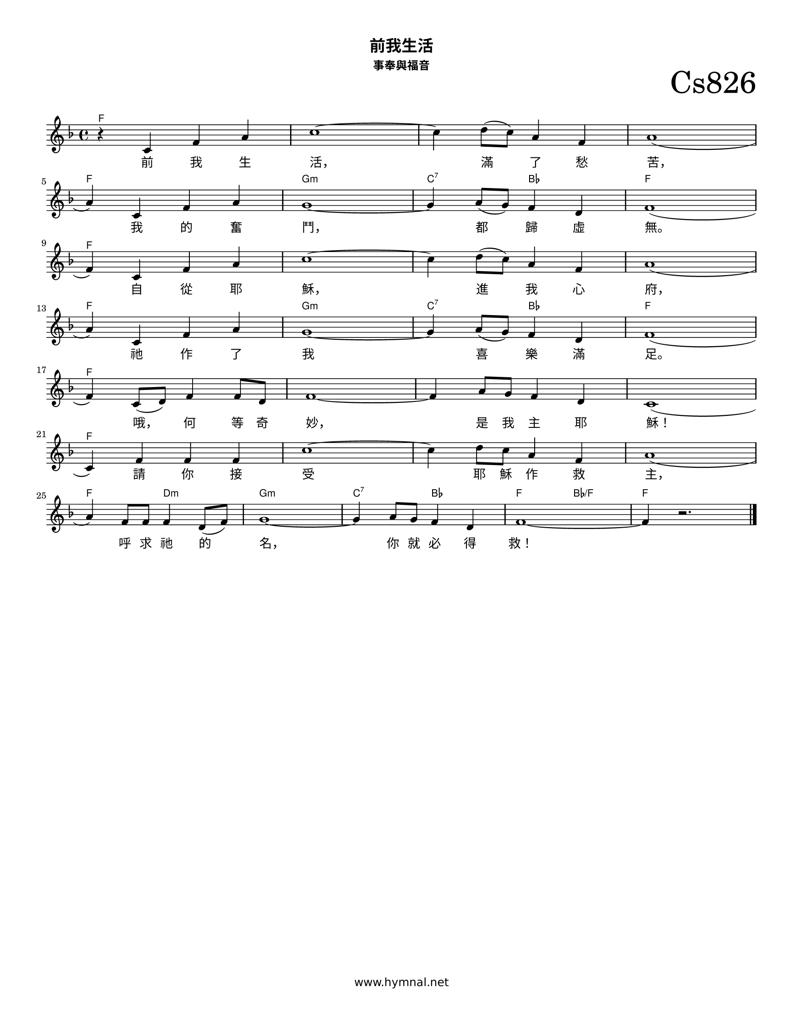 前我生活
事奉與福音
Cs826
F
前 我 生 活， 滿 了 愁 苦，
5 F Gm C7 B♭ F
我 的 奮 鬥， 都 歸 虛 無。
9 F
自 從 耶 穌， 進 我 心 府，
13 F Gm C7 B♭ F
祂 作 了 我 喜 樂 滿 足。
17 F
哦， 何 等 奇 妙， 是 我 主 耶 穌！
21 F
請 你 接 受 耶 穌 作 救 主，
25 F Dm Gm C7 B♭ F B♭/F F
呼 求 祂 的 名， 你 就 必 得 救！
www.hymnal.net